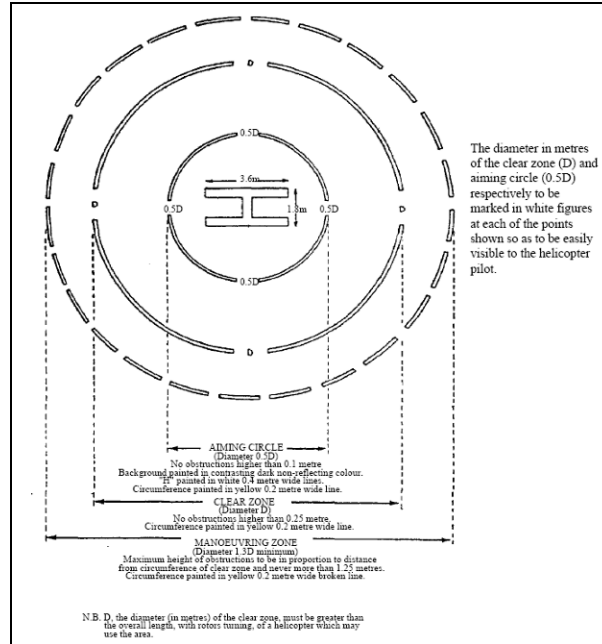 D
0.5D
3.6m
The diameter in metres
of the clear zone (D) and
aiming circle (0.5D)
respectively to be
marked in white figures
at each of the points
shown so as to be easily
visible to the helicopter
pilot.
D 0.5D 1.8m 0.5D D
0.5D
D
AIMING CIRCLE
(Diameter 0.5D)
No obstructions higher than 0.1 metre
Background painted in contrasting dark non-reflecting colour.
"H" painted in white 0.4 metre wide lines.
Circumference painted in yellow 0.2 metre wide line.
CLEAR ZONE
(Diameter D)
No obstructions higher than 0.25 metre.
Circumference painted in yellow 0.2 metre wide line.
MANOEUVRING ZONE
(Diameter 1.3D minimum)
Maximum height of obstructions to be in proportion to distance
from circumference of clear zone and never more than 1.25 metres.
Circumference painted in yellow 0.2 metre wide broken line.
N.B. D, the diameter (in metres) of the clear zone, must be greater than
the overall length, with rotors turning, of a helicopter which may
use the area.